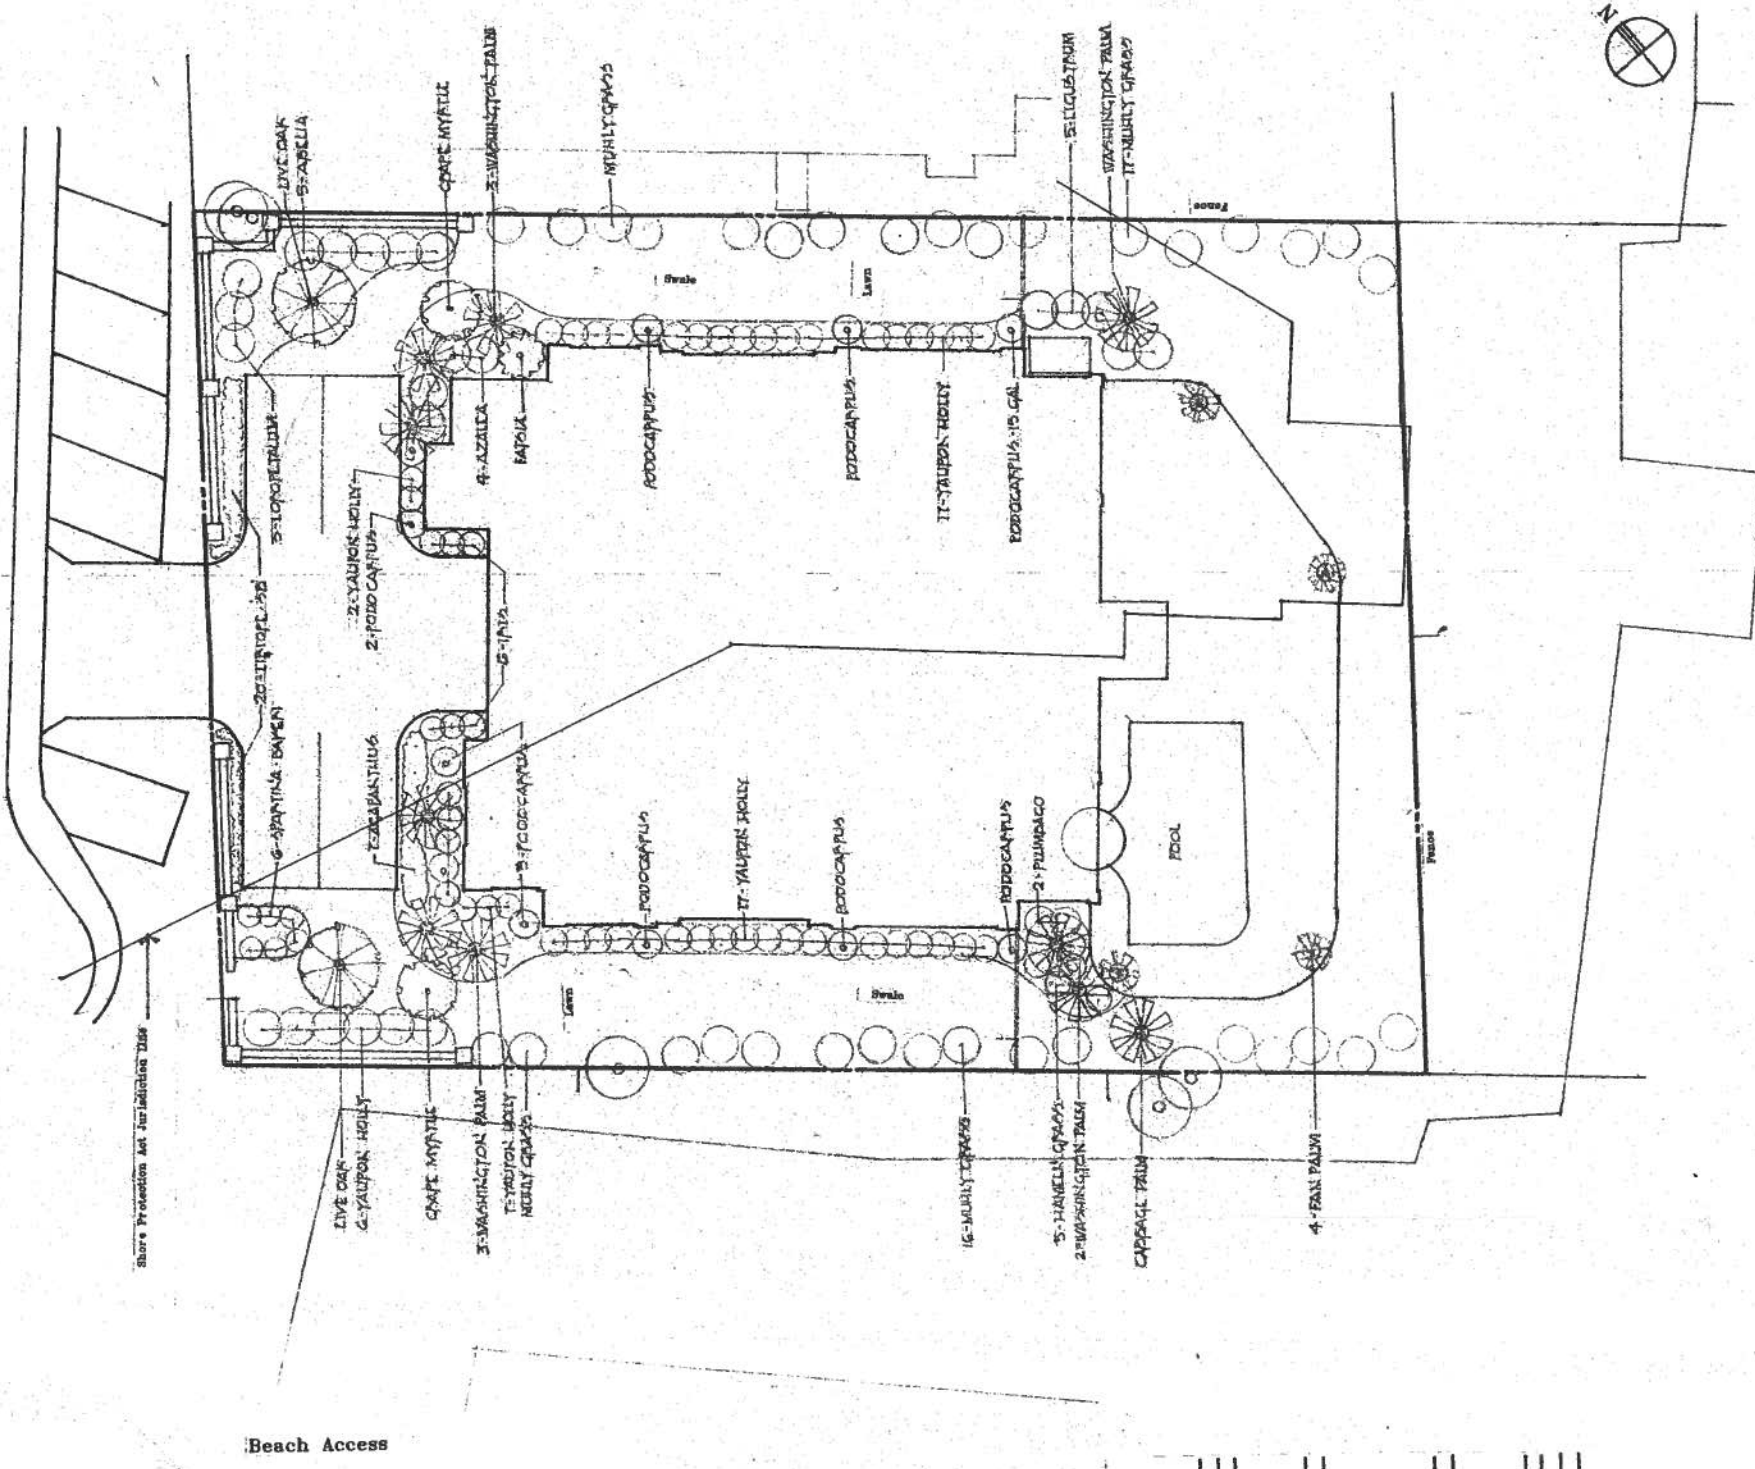 N
LIVE OAK
5-ABELIA
CRAPE MYRTLE
3-WASHINGTON PALM
MUHLY GRASS
5-LIGUSTRUM
WASHINGTON PALM
17-MUHLY GRASS
Fence
Swale
Lawn
3-LOROPETALUM
2-YAUPON HOLLY
2-PODOCARPUS
4-AZALEA
FATSIA
PODOCARPUS
PODOCARPUS
17-YAUPON HOLLY
PODOCARPUS-15 GAL
6-SPARTINA-BAKERI
7-AGAPANTHUS
3-PODOCARPUS
PODOCARPUS
17-YAUPON HOLLY
PODOCARPUS
PODOCARPUS
2-PLUMBAGO
POOL
Fence
Lawn
Swale
Shore Protection Act Jurisdiction Line
LIVE OAK
6-YAUPON HOLLY
CRAPE MYRTLE
3-WASHINGTON PALM
7-YAUPON HOLLY
MUHLY GRASS
16-MUHLY GRASS
5-HAMELN GRASS
2-WASHINGTON PALM
CABBAGE PALM
4-FAN PALM
Beach Access